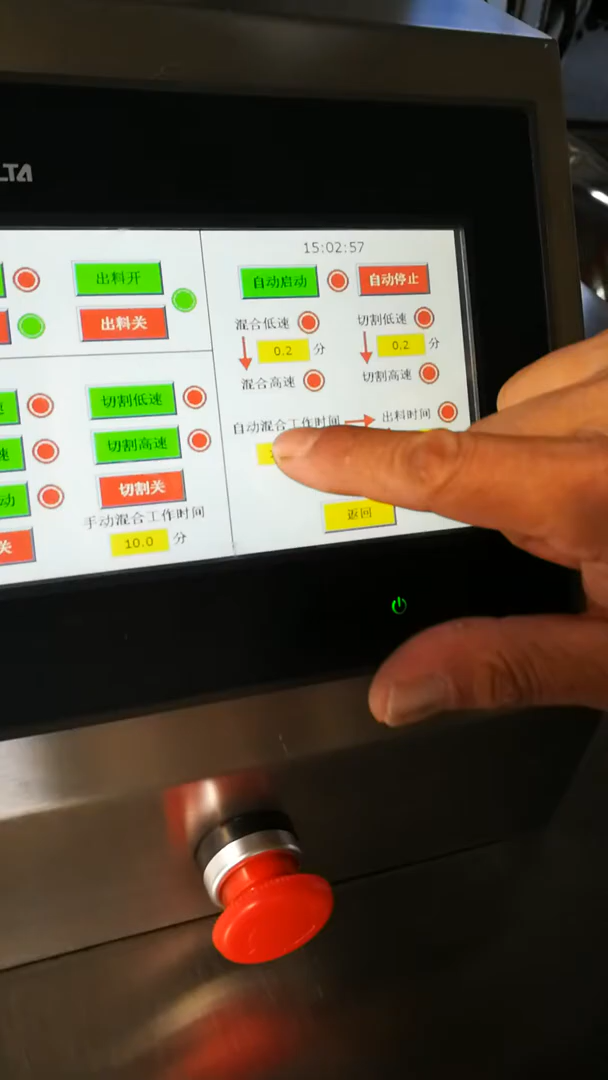 LTA
15:02:57
出料开
自动启动
自动停止
出料关
混合低速
切割低速
0.2 分
0.2 分
混合高速
切割高速
速
切割低速
自动混合工作时间
出料时间
速
切割高速
动
切割关
手动混合工作时间
返回
关
10.0 分